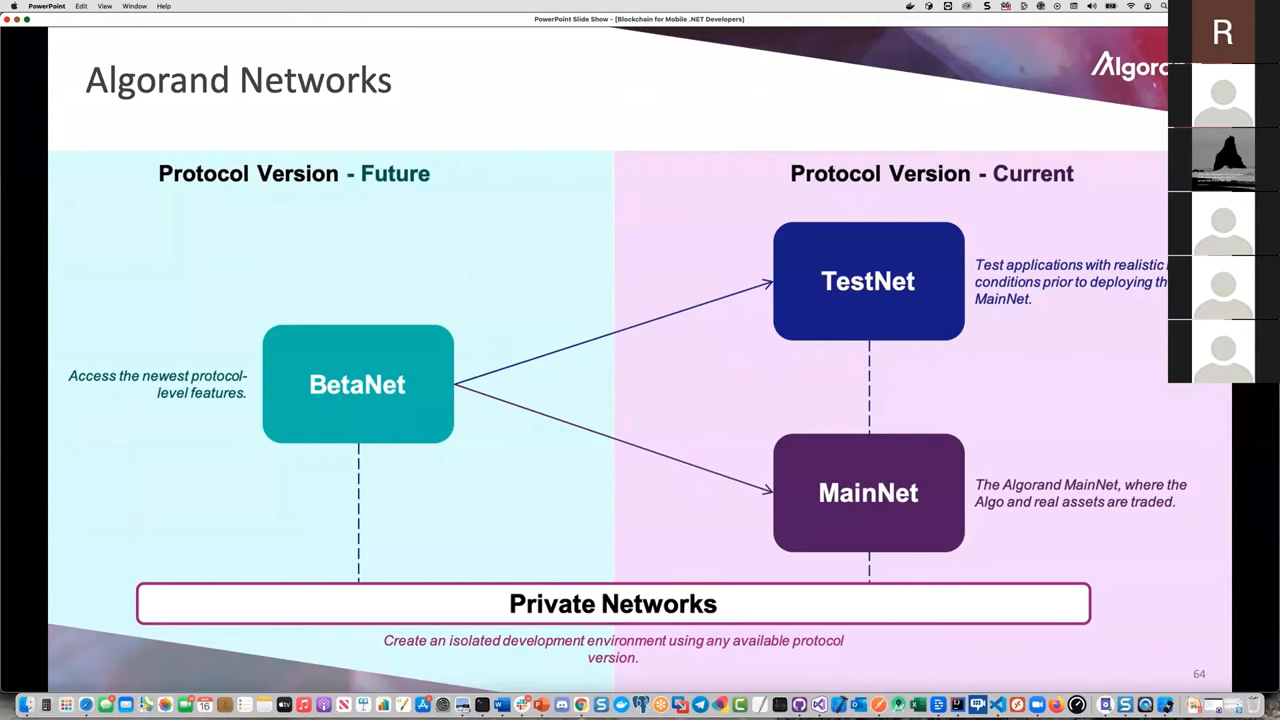 PowerPoint Edit View Window Help
PowerPoint Slide Show - [Blockchain for Mobile .NET Developers]
Algorand Networks
Algora
R
Protocol Version - Future
Protocol Version - Current
TestNet
Test applications with realistic
conditions prior to deploying th
MainNet.
BetaNet
Access the newest protocol-
level features.
MainNet
The Algorand MainNet, where the
Algo and real assets are traded.
Private Networks
Create an isolated development environment using any available protocol
version.
64